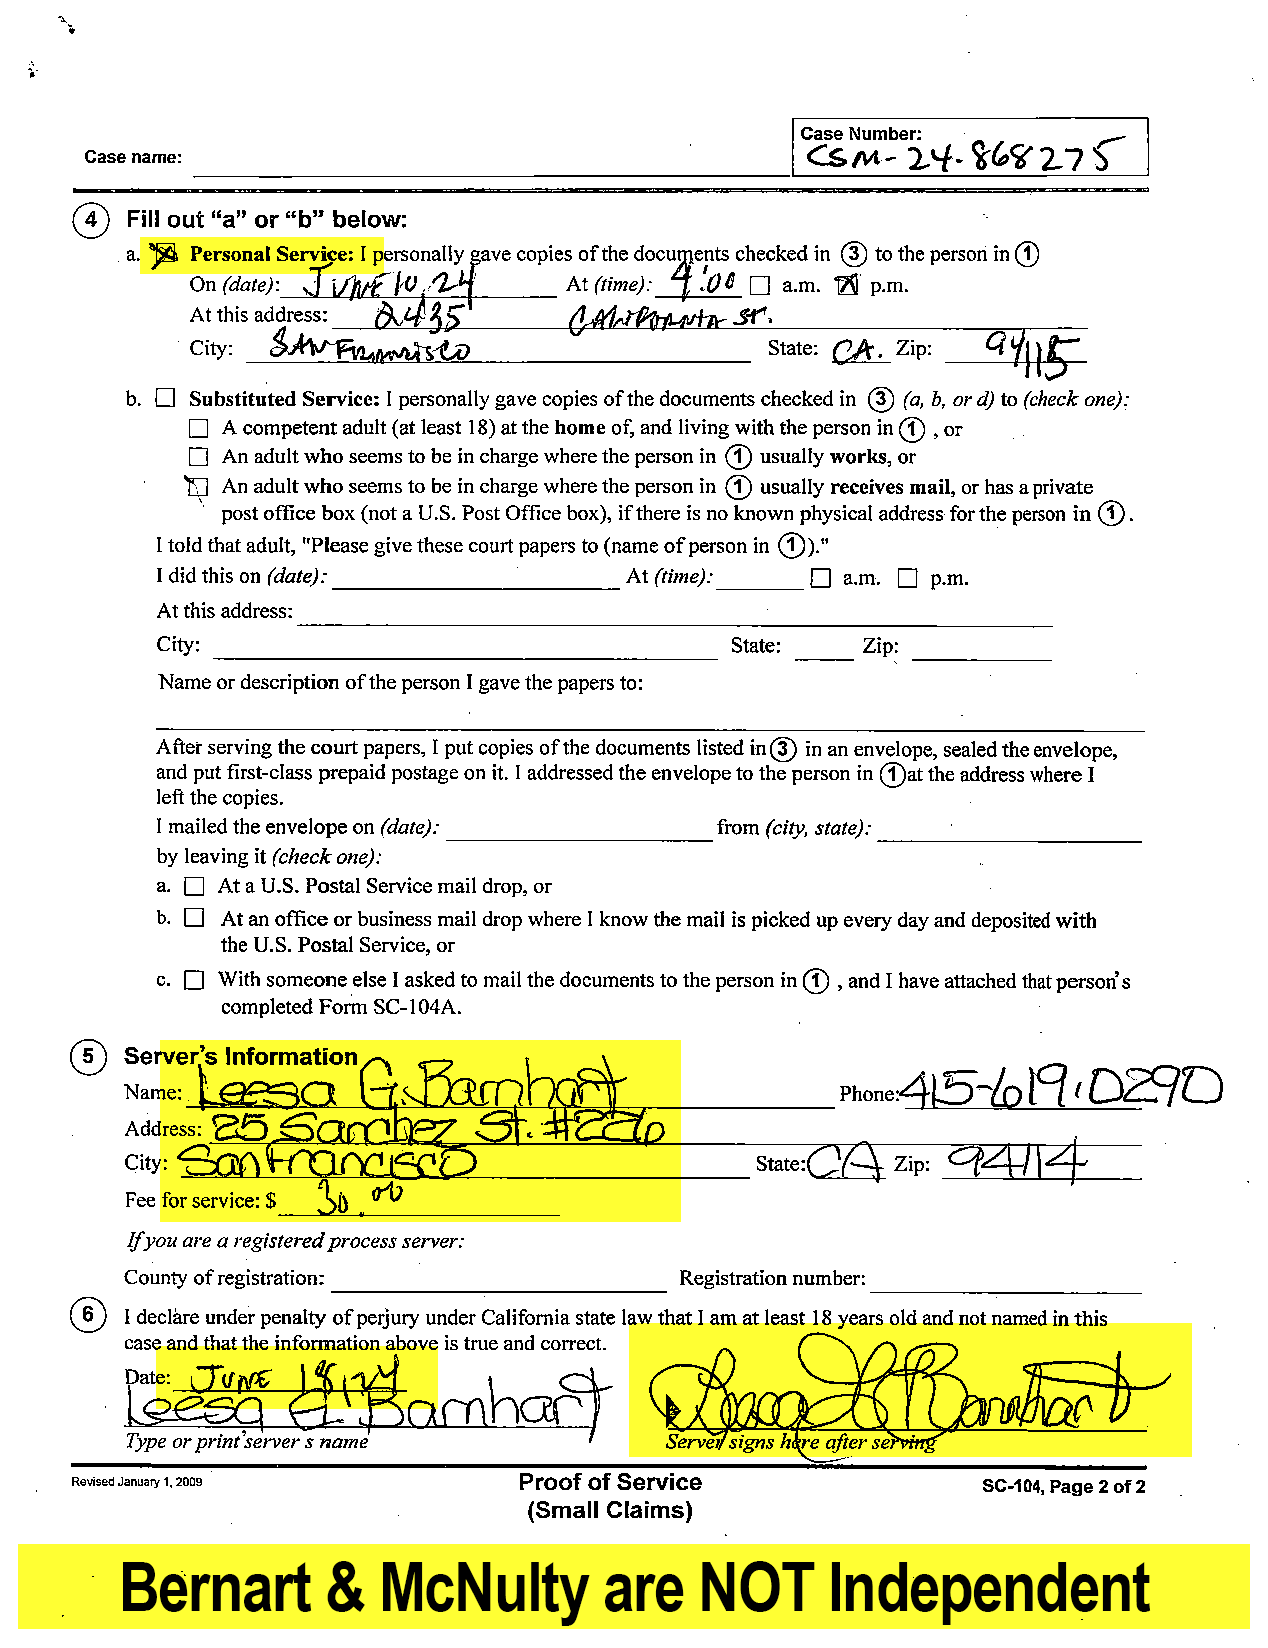 Case Number:
Case name:
CSM-24-868275
4 Fill out “a” or “b” below:
a. Personal Service: I personally gave copies of the documents checked in 3 to the person in 1
On (date): JUNE 10, 24 At (time): 4:00 a.m. p.m.
At this address: 2435 CALIFORNIA ST.
City: SAN Francisco State: CA. Zip: 94115
b. Substituted Service: I personally gave copies of the documents checked in 3 (a, b, or d) to (check one):
A competent adult (at least 18) at the home of, and living with the person in 1 , or
An adult who seems to be in charge where the person in 1 usually works, or
An adult who seems to be in charge where the person in 1 usually receives mail, or has a private
post office box (not a U.S. Post Office box), if there is no known physical address for the person in 1 .
I told that adult, "Please give these court papers to (name of person in 1 )."
I did this on (date): At (time): a.m. p.m.
At this address:
City: State: Zip:
Name or description of the person I gave the papers to:
After serving the court papers, I put copies of the documents listed in 3 in an envelope, sealed the envelope,
and put first-class prepaid postage on it. I addressed the envelope to the person in 1 at the address where I
left the copies.
I mailed the envelope on (date): from (city, state):
by leaving it (check one):
a. At a U.S. Postal Service mail drop, or
b. At an office or business mail drop where I know the mail is picked up every day and deposited with
the U.S. Postal Service, or
c. With someone else I asked to mail the documents to the person in 1 , and I have attached that person's
completed Form SC-104A.
5 Server's Information
Name: Leesa G. Barnhart Phone: 415-619-0290
Address: 25 Sanchez St. #226
City: San Francisco State: CA Zip: 94114
Fee for service: $ 30.00
If you are a registered process server:
County of registration: Registration number:
6 I declare under penalty of perjury under California state law that I am at least 18 years old and not named in this
case and that the information above is true and correct.
Date: JUNE 18, 24
Leesa G. Barnhart
Type or print server's name Server signs here after serving
Revised January 1, 2009 Proof of Service SC-104, Page 2 of 2
(Small Claims)
Bernart & McNulty are NOT Independent